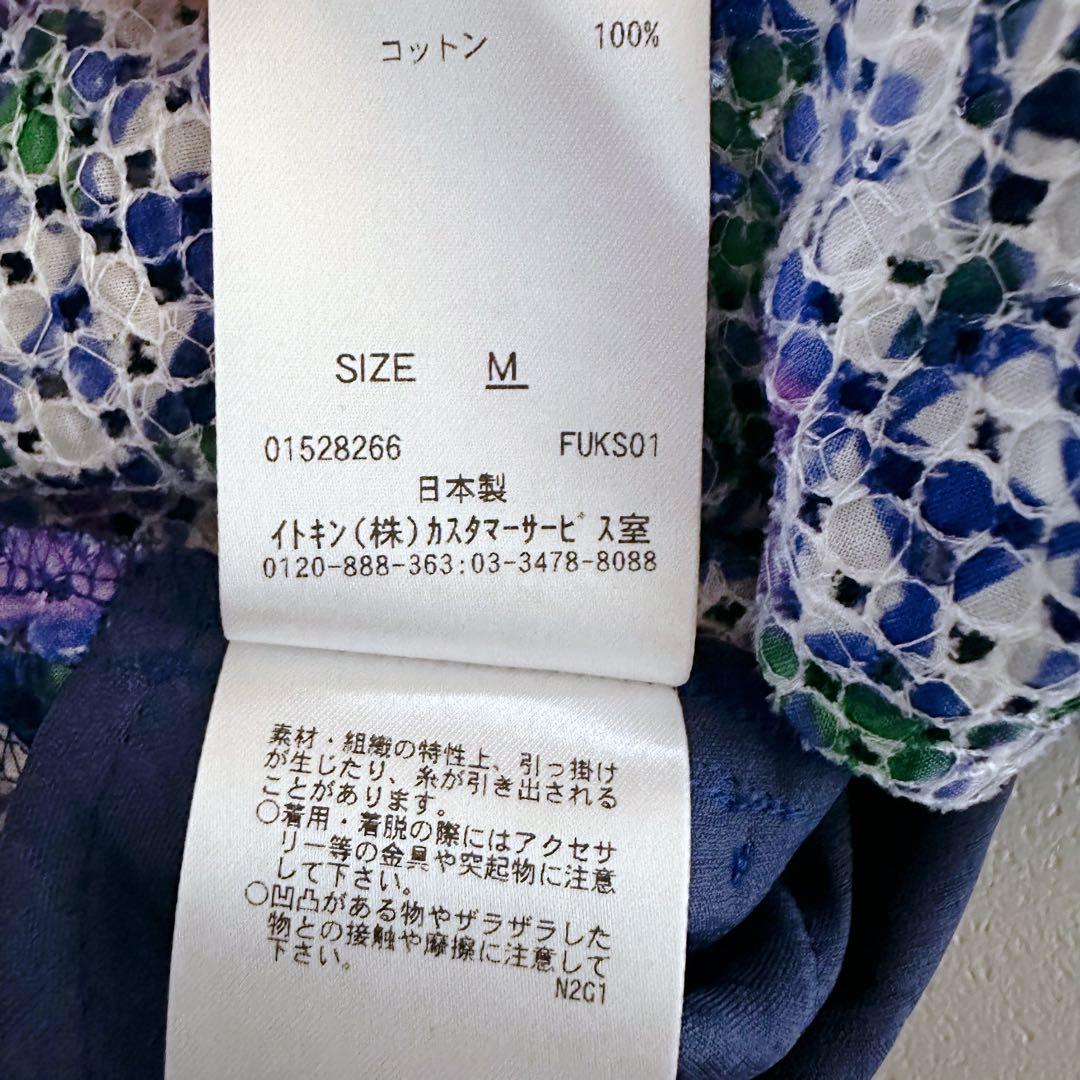 コットン 100%
SIZE M
01528266 FUKS01
日本製
イトキン(株)カスタマーサービス室
0120-888-363:03-3478-8088
素材・組織の特性上、引っ掛け
が生じたり、糸が引き出される
ことがあります。
○着用・着脱の際にはアクセサ
リー等の金具や突起物に注意
して下さい。
○凹凸がある物やザラザラした
物との接触や摩擦に注意して
下さい。
N2G1